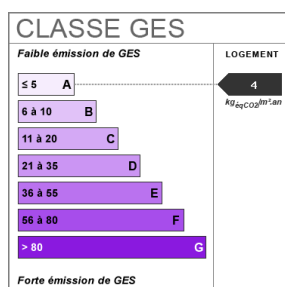 CLASSE GES
Faible émission de GES
LOGEMENT
≤ 5 A
4
kgéqCO2/m².an
6 à 10 B
11 à 20 C
21 à 35 D
36 à 55 E
56 à 80 F
> 80 G
Forte émission de GES